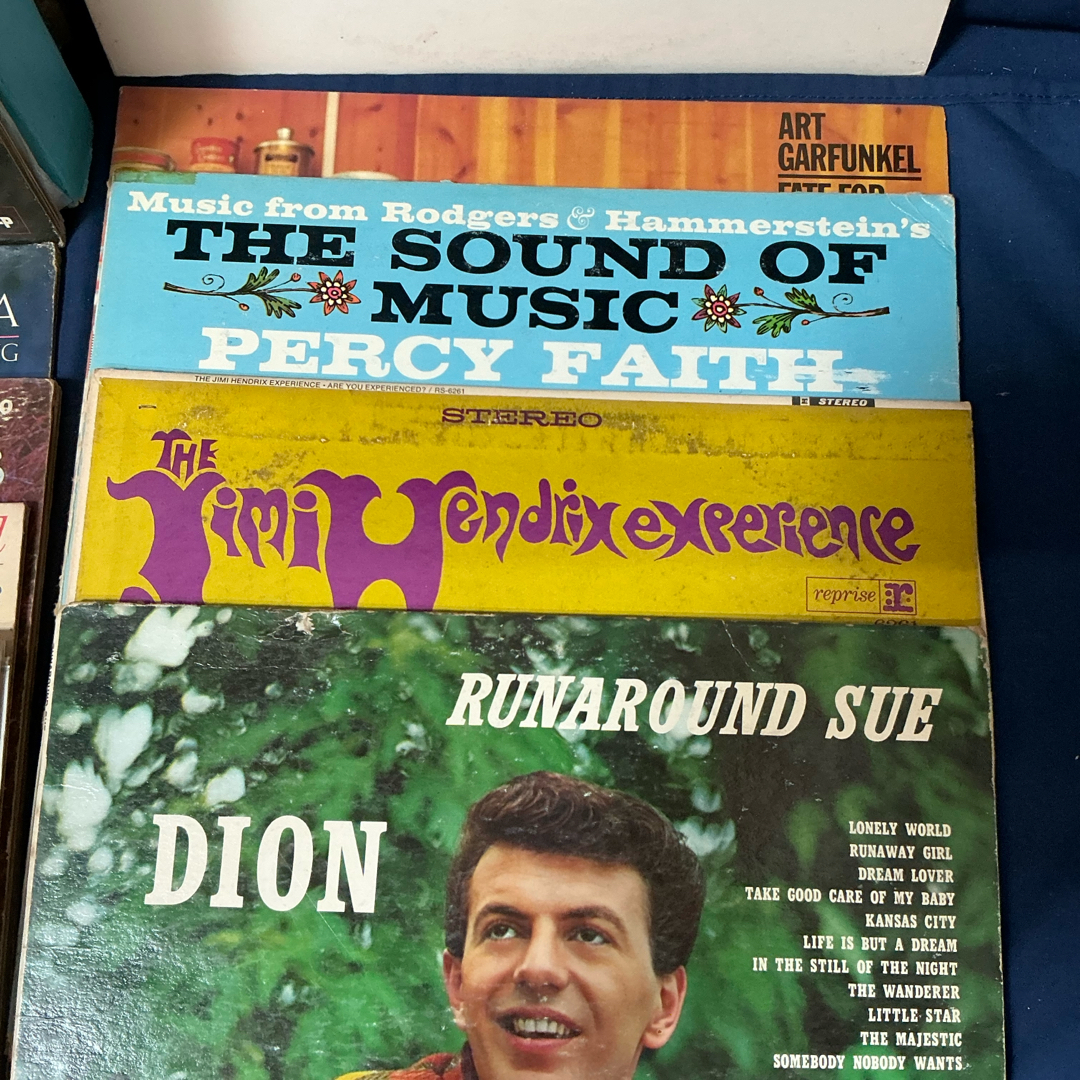 ART
GARFUNKEL
FATE FOR
Music from Rodgers & Hammerstein's
THE SOUND OF
MUSIC
PERCY FAITH
THE JIMI HENDRIX EXPERIENCE • ARE YOU EXPERIENCED? / RS-6261
STEREO
STEREO
THE
Jimi Hendrix experience
reprise r
6261
RUNAROUND SUE
DION
LONELY WORLD
RUNAWAY GIRL
DREAM LOVER
TAKE GOOD CARE OF MY BABY
KANSAS CITY
LIFE IS BUT A DREAM
IN THE STILL OF THE NIGHT
THE WANDERER
LITTLE STAR
THE MAJESTIC
SOMEBODY NOBODY WANTS
A
G
S